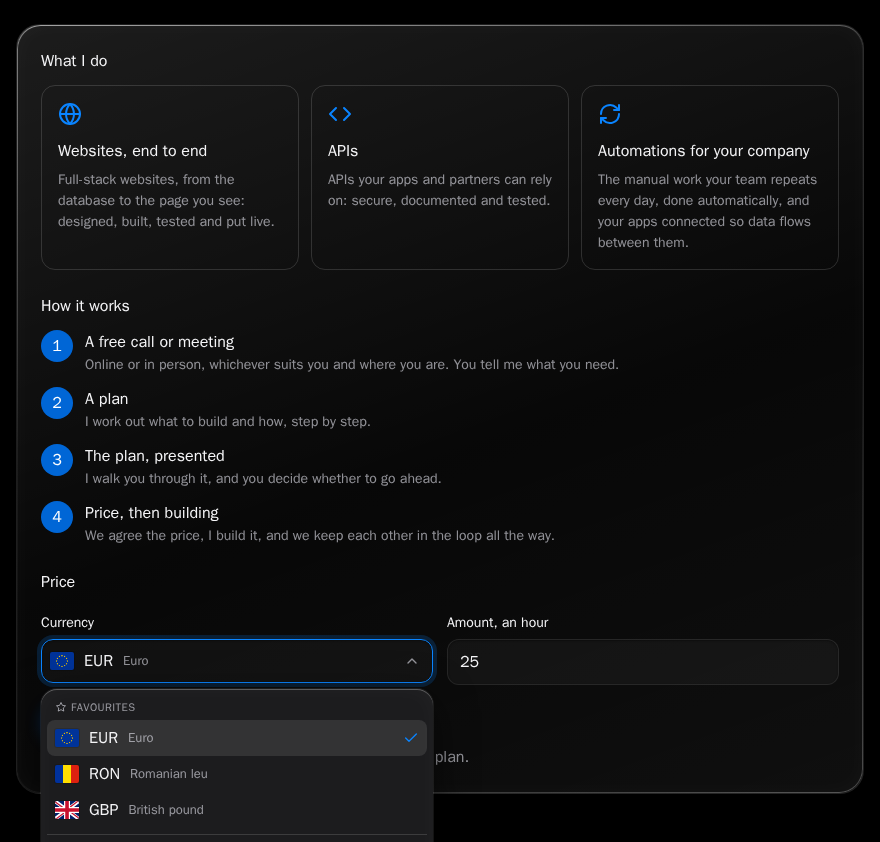 What I do
Websites, end to end
Full-stack websites, from the
database to the page you see:
designed, built, tested and put live.
APIs
APIs your apps and partners can rely
on: secure, documented and tested.
Automations for your company
The manual work your team repeats
every day, done automatically, and
your apps connected so data flows
between them.
How it works
1
A free call or meeting
Online or in person, whichever suits you and where you are. You tell me what you need.
2
A plan
I work out what to build and how, step by step.
3
The plan, presented
I walk you through it, and you decide whether to go ahead.
4
Price, then building
We agree the price, I build it, and we keep each other in the loop all the way.
Price
Currency
EUR Euro
Amount, an hour
25
FAVOURITES
EUR Euro
RON Romanian leu
GBP British pound
plan.